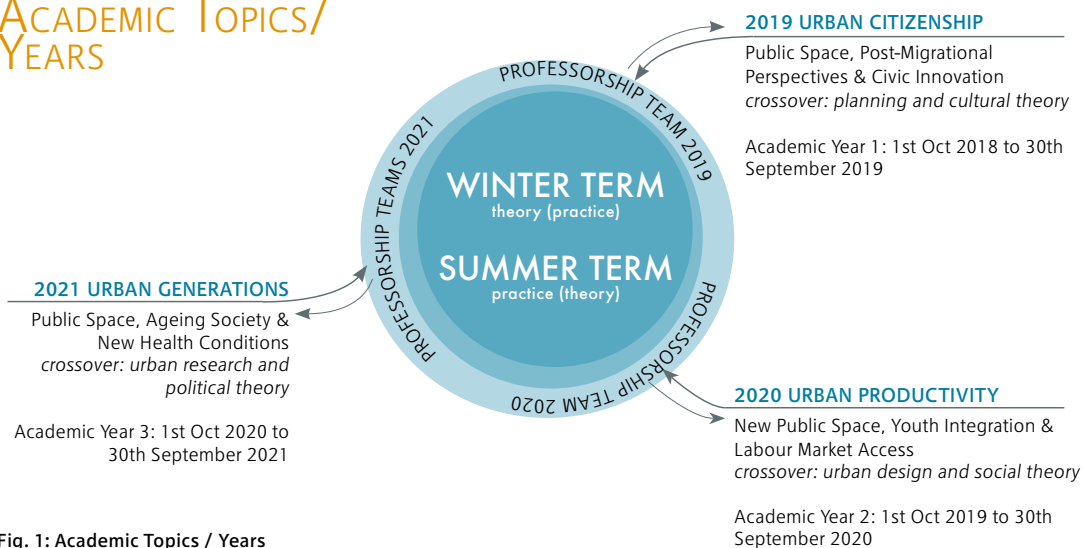 ACADEMIC TOPICS/
YEARS
2019 URBAN CITIZENSHIP
Public Space, Post-Migrational
Perspectives & Civic Innovation
crossover: planning and cultural theory
Academic Year 1: 1st Oct 2018 to 30th
September 2019
PROFESSORSHIP TEAM 2019
PROFESSORSHIP TEAMS 2021
WINTER TERM
theory (practice)
SUMMER TERM
practice (theory)
PROFESSORSHIP TEAM 2020
2021 URBAN GENERATIONS
Public Space, Ageing Society &
New Health Conditions
crossover: urban research and
political theory
Academic Year 3: 1st Oct 2020 to
30th September 2021
2020 URBAN PRODUCTIVITY
New Public Space, Youth Integration &
Labour Market Access
crossover: urban design and social theory
Academic Year 2: 1st Oct 2019 to 30th
September 2020
Fig. 1: Academic Topics / Years